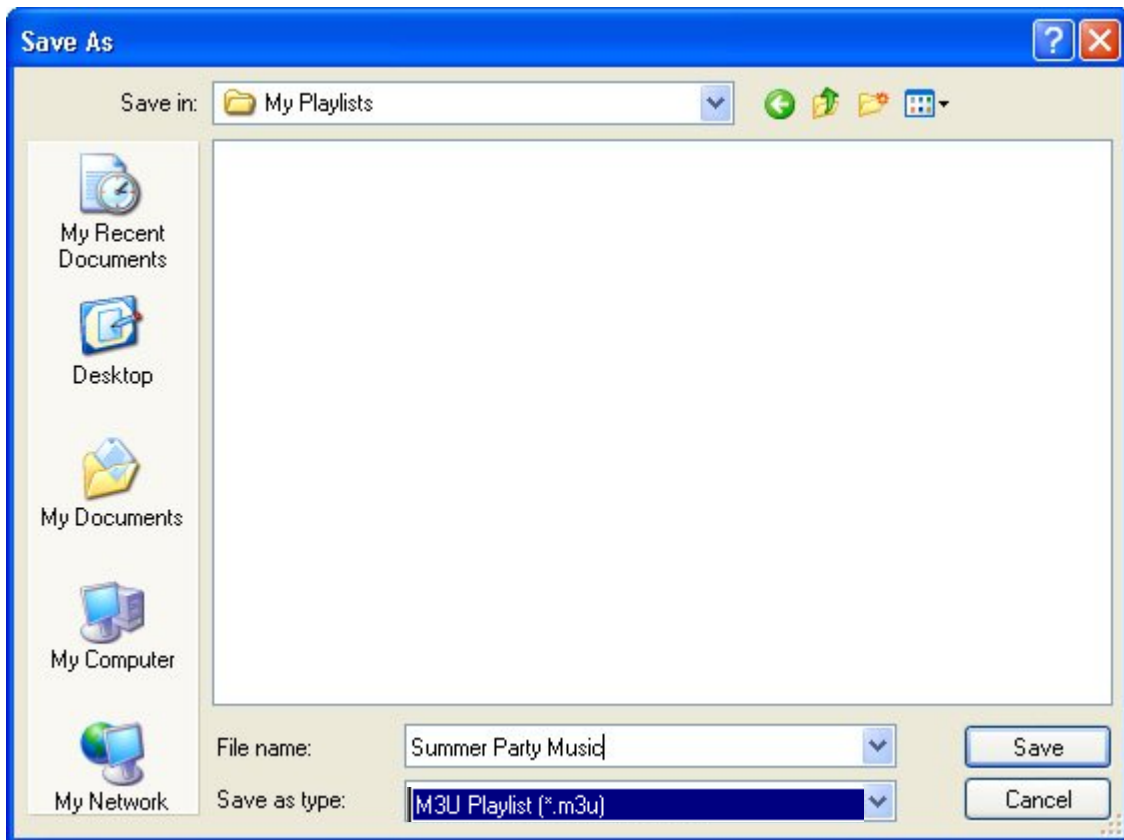 Save As
Save in: My Playlists
My Recent
Documents
Desktop
My Documents
My Computer
My Network
File name: Summer Party Music Save
Save as type: M3U Playlist (*.m3u) Cancel